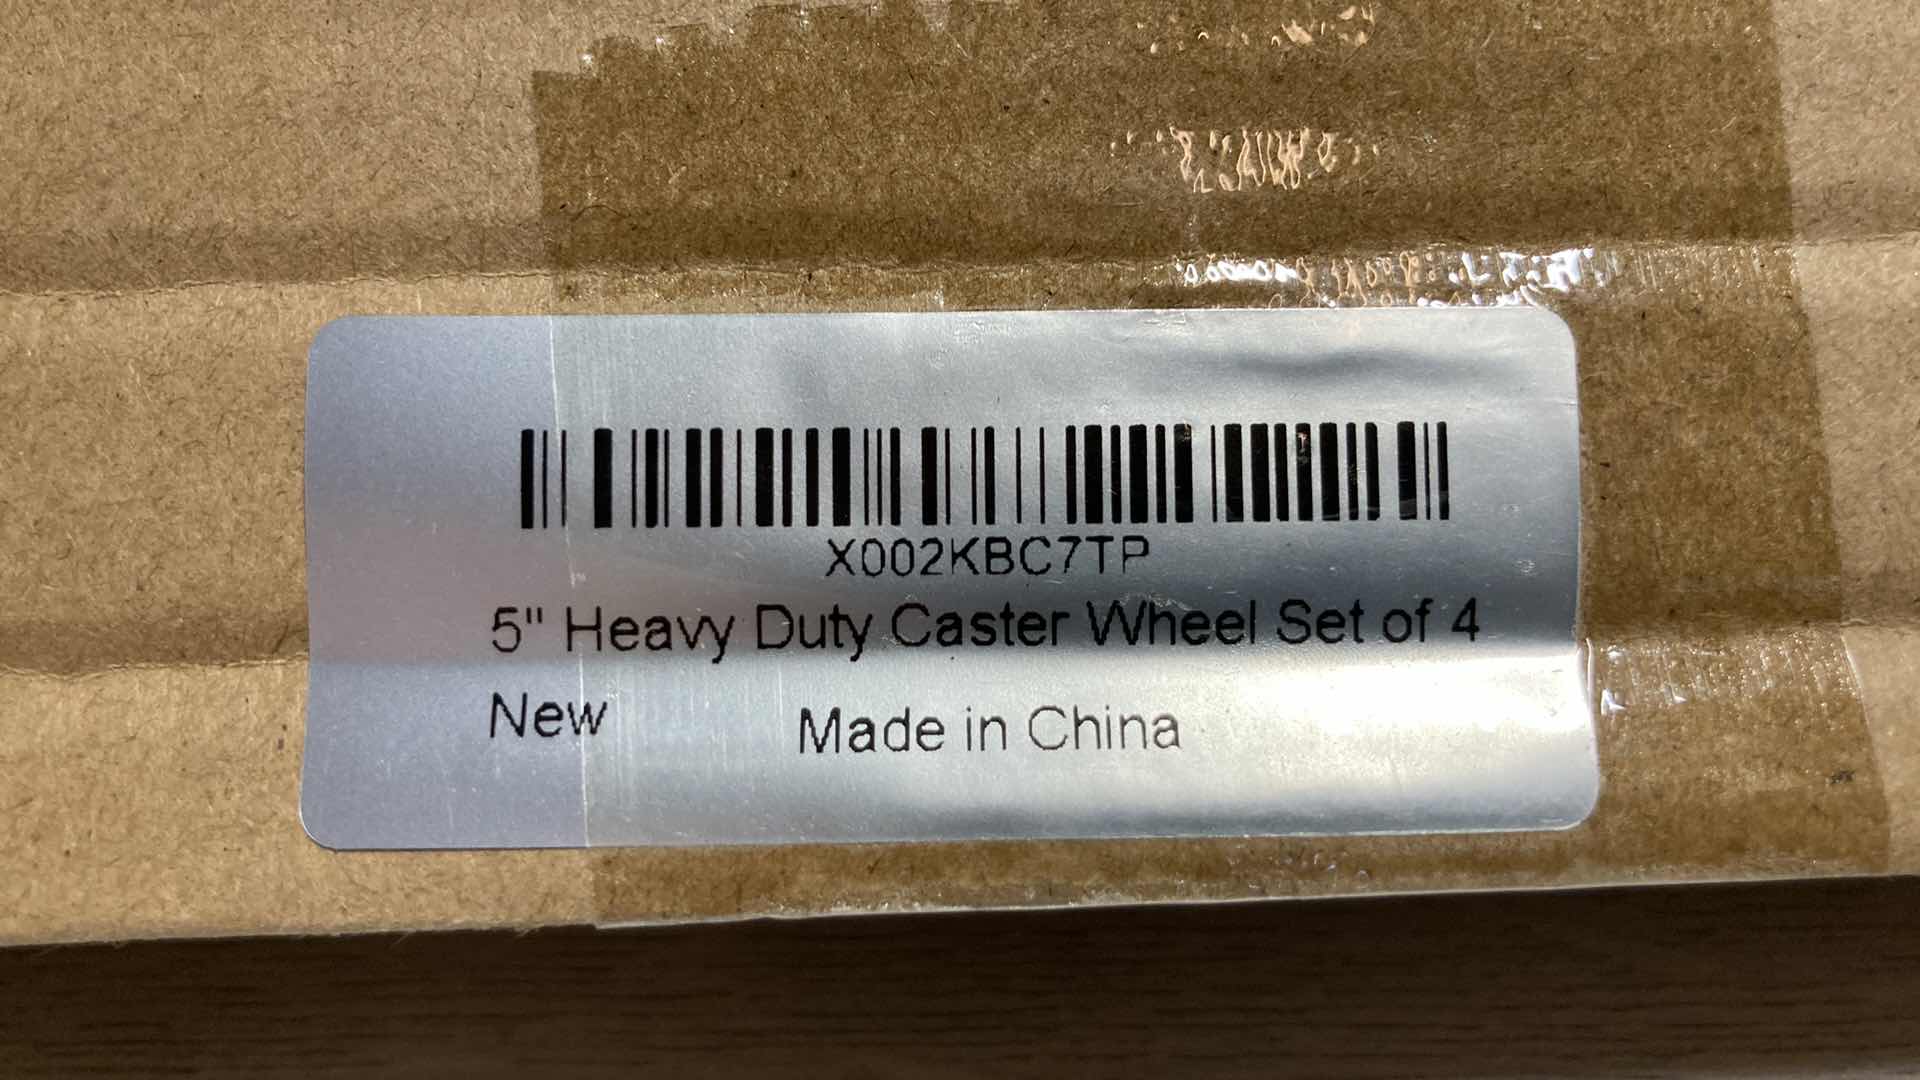 X002KBC7TP
5" Heavy Duty Caster Wheel Set of 4
New Made in China